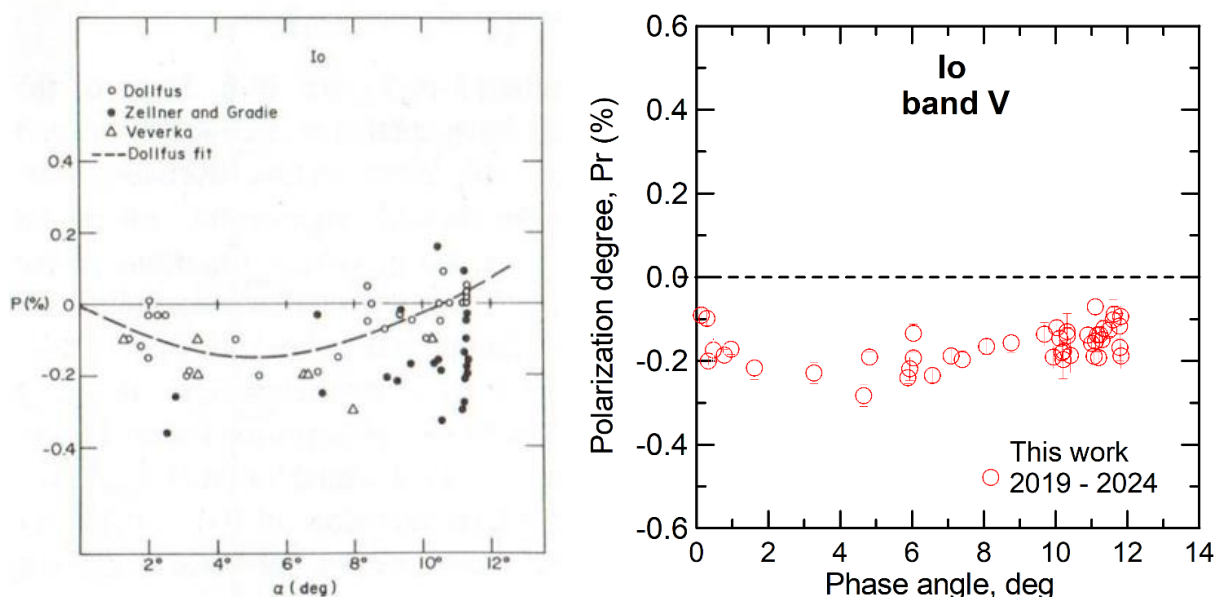 Io
○ Dollfus
● Zellner and Gradie
△ Veverka
--- Dollfus fit
0.4
0.2
P(%)
0
-0.2
-0.4
2° 4° 6° 8° 10° 12°
α (deg)
Io
band V
0.6
0.4
0.2
0.0
-0.2
-0.4
-0.6
Polarization degree, Pr (%)
This work
2019 - 2024
0 2 4 6 8 10 12 14
Phase angle, deg